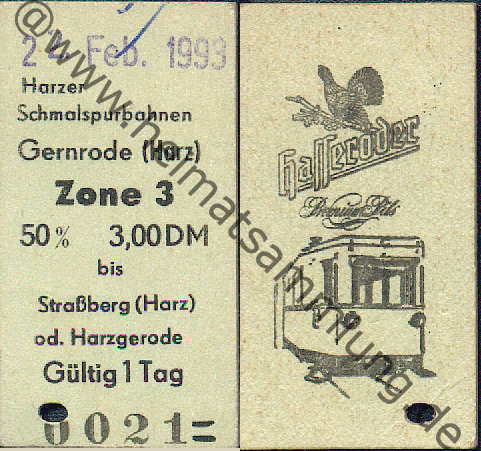 22. Feb. 1993
Harzer
Schmalspurbahnen
Gernrode (Harz)
Zone 3
50% 3,00 DM
bis
Straßberg (Harz)
od. Harzgerode
Gültig 1 Tag
0021=
Hasseröder
Premium Pils
@www.heimatsammlung.de